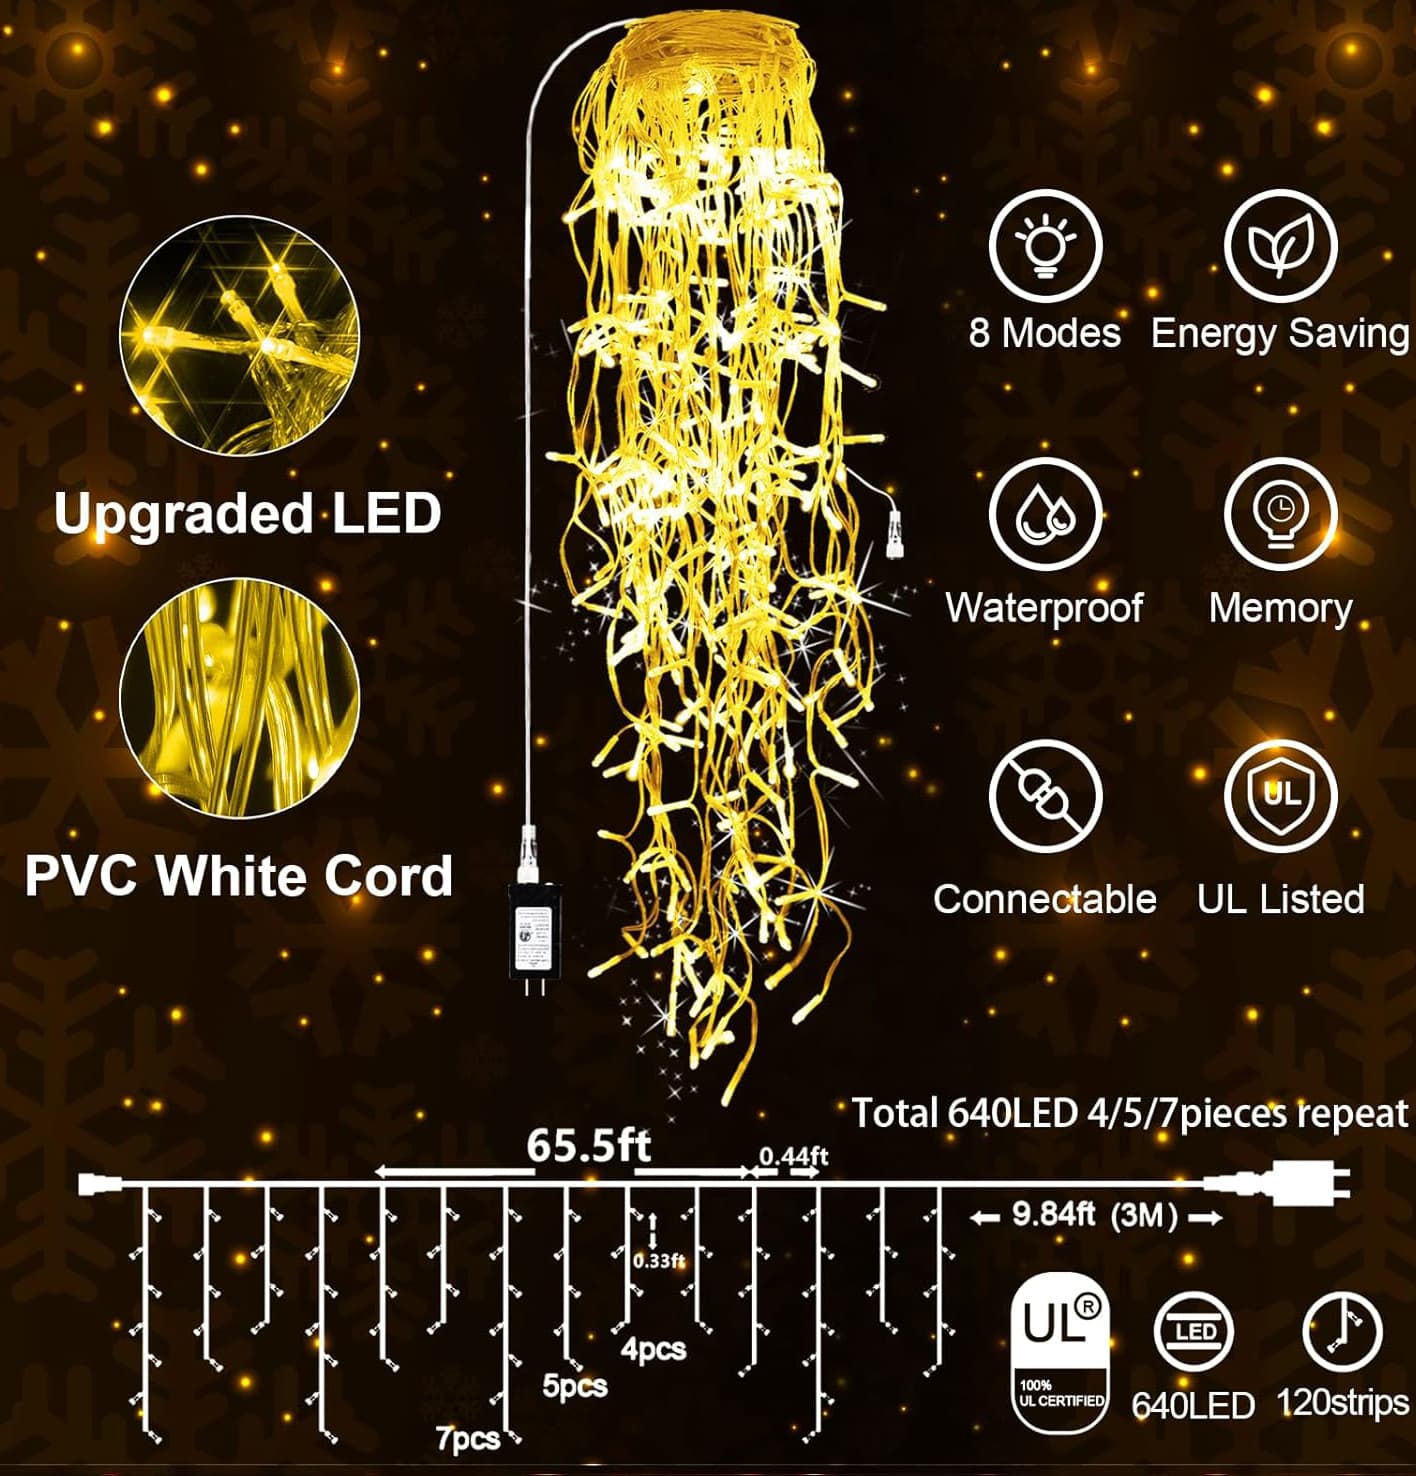 8 Modes
Energy Saving
Upgraded LED
Waterproof
Memory
UL
PVC White Cord
Connectable
UL Listed
Total 640LED 4/5/7pieces repeat
65.5ft
0.44ft
9.84ft (3M)
0.33ft
4pcs
5pcs
7pcs
UL®
100%
UL CERTIFIED
LED
640LED
120strips